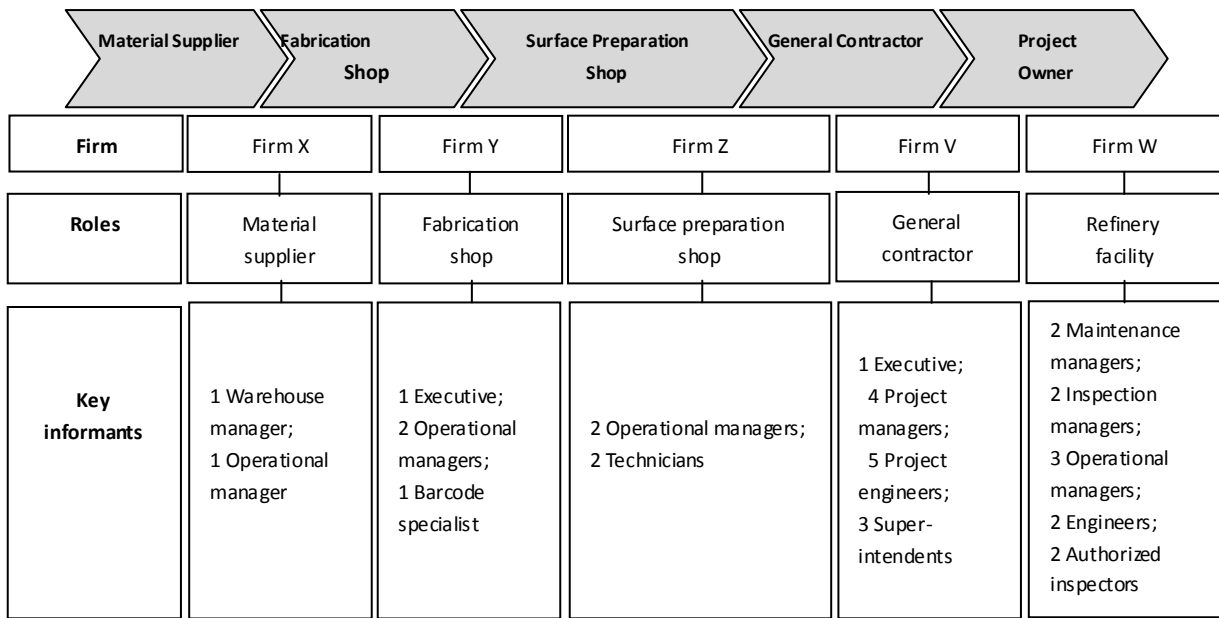 Material Supplier
Fabrication
Shop
Surface Preparation
Shop
General Contractor
Project
Owner
Firm
Firm X
Firm Y
Firm Z
Firm V
Firm W
Roles
Material
supplier
Fabrication
shop
Surface preparation
shop
General
contractor
Refinery
facility
Key
informants
1 Warehouse
manager;
1 Operational
manager
1 Executive;
2 Operational
managers;
1 Barcode
specialist
2 Operational managers;
2 Technicians
1 Executive;
4 Project
managers;
5 Project
engineers;
3 Super-
intendents
2 Maintenance
managers;
2 Inspection
managers;
3 Operational
managers;
2 Engineers;
2 Authorized
inspectors